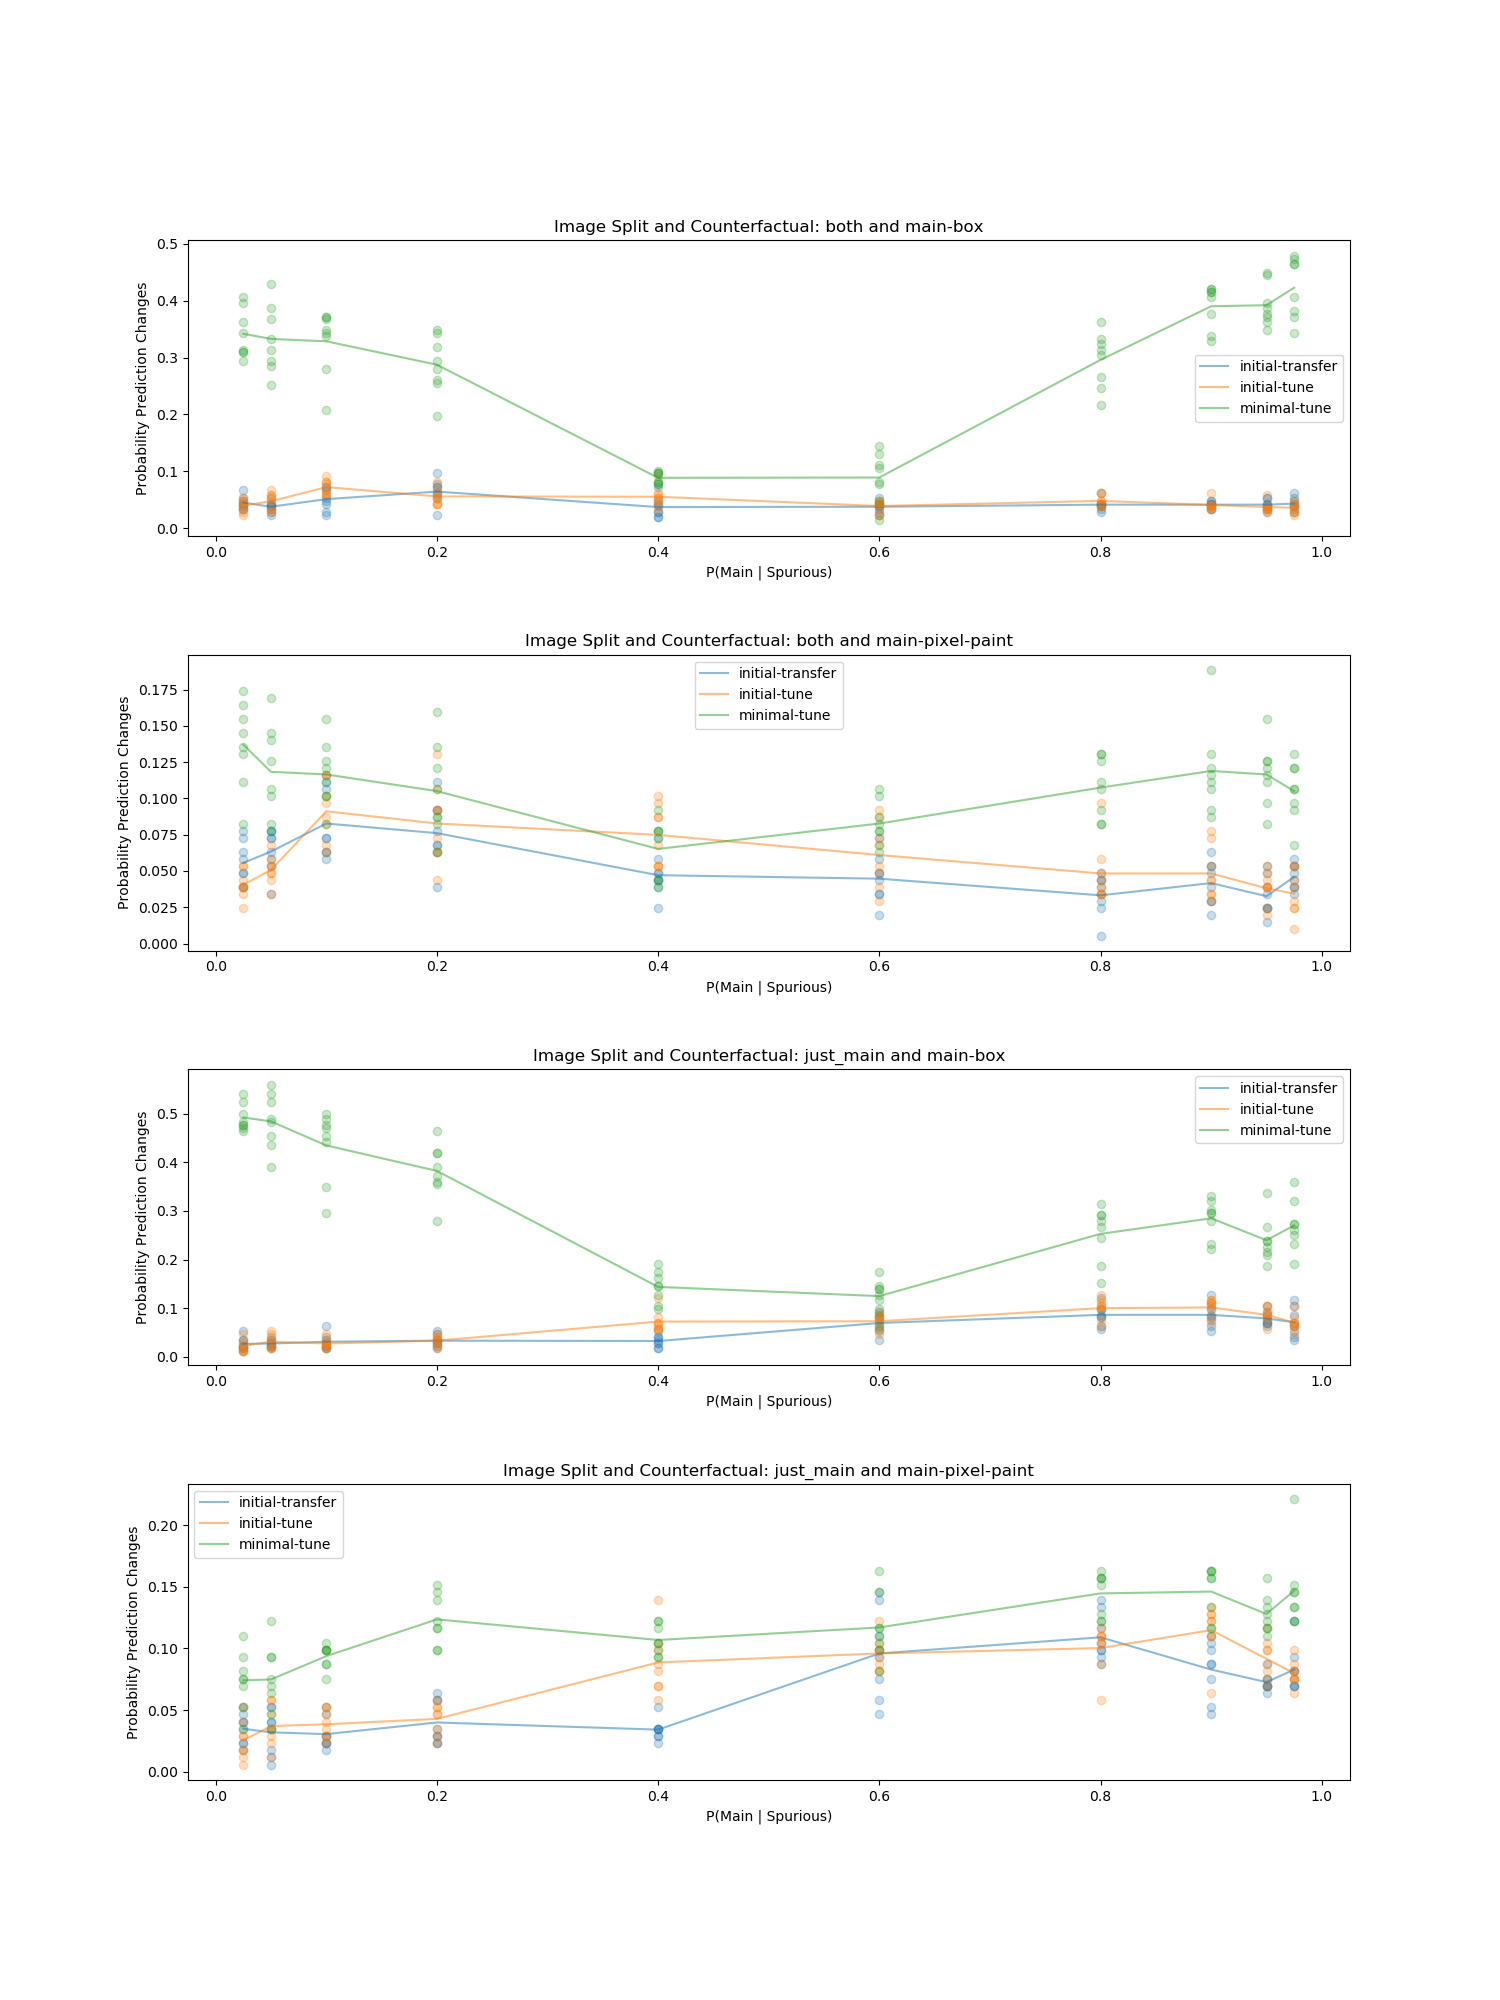 Image Split and Counterfactual: both and main-box
Probability Prediction Changes
0.5
0.4
0.3
0.2
0.1
0.0
initial-transfer
initial-tune
minimal-tune
0.0 0.2 0.4 0.6 0.8 1.0
P(Main | Spurious)
Image Split and Counterfactual: both and main-pixel-paint
Probability Prediction Changes
0.175
0.150
0.125
0.100
0.075
0.050
0.025
0.000
initial-transfer
initial-tune
minimal-tune
0.0 0.2 0.4 0.6 0.8 1.0
P(Main | Spurious)
Image Split and Counterfactual: just_main and main-box
Probability Prediction Changes
0.5
0.4
0.3
0.2
0.1
0.0
initial-transfer
initial-tune
minimal-tune
0.0 0.2 0.4 0.6 0.8 1.0
P(Main | Spurious)
Image Split and Counterfactual: just_main and main-pixel-paint
Probability Prediction Changes
0.20
0.15
0.10
0.05
0.00
initial-transfer
initial-tune
minimal-tune
0.0 0.2 0.4 0.6 0.8 1.0
P(Main | Spurious)